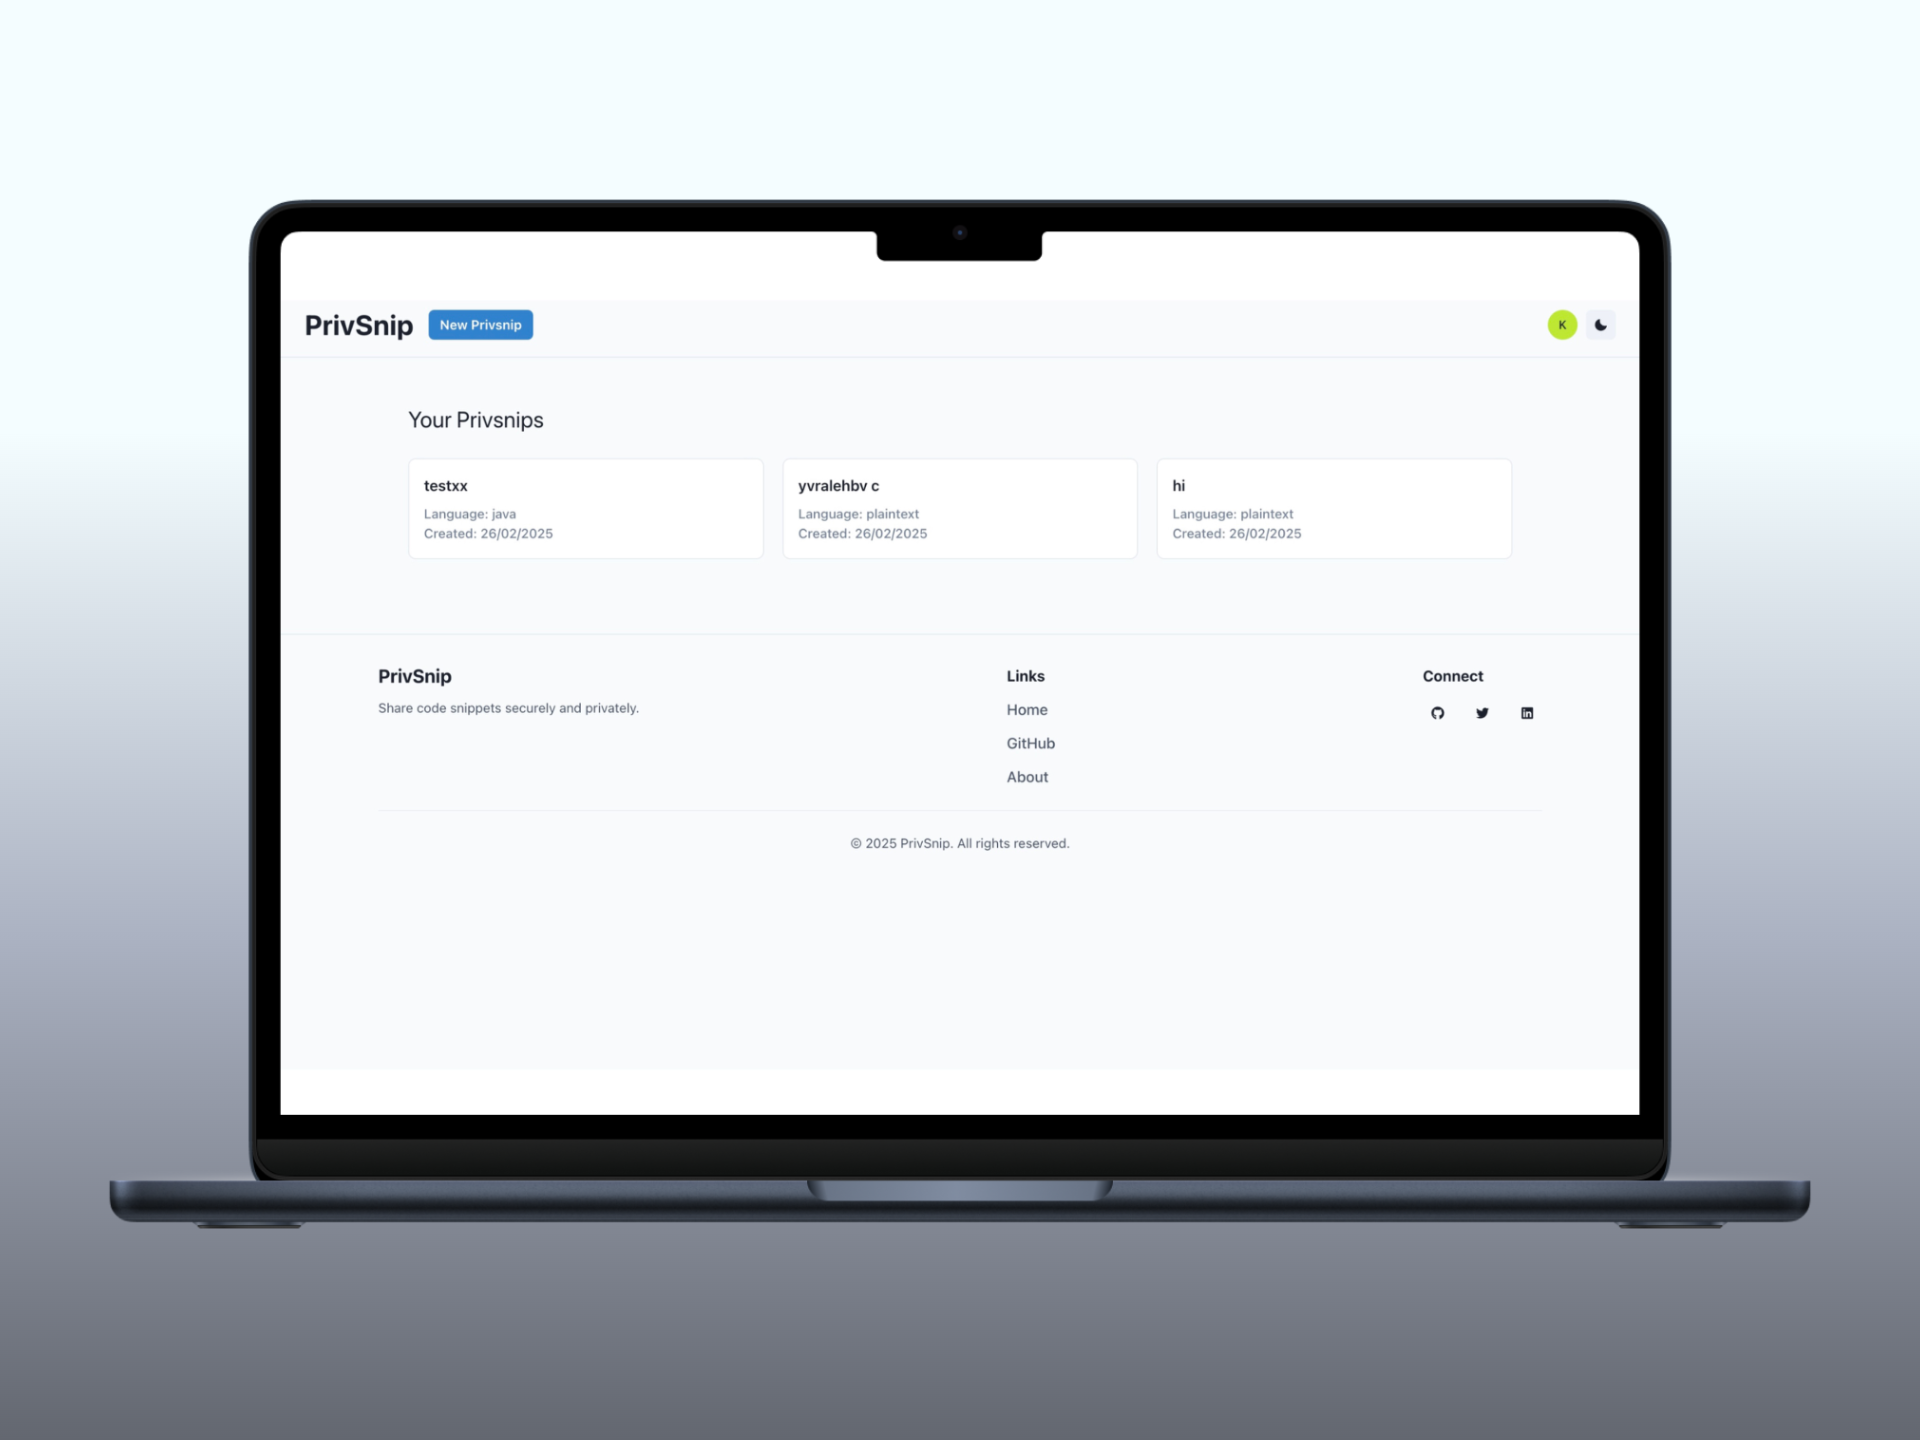 PrivSnip
New Privsnip
K
Your Privsnips
testxx
Language: java
Created: 26/02/2025
yvralehbv c
Language: plaintext
Created: 26/02/2025
hi
Language: plaintext
Created: 26/02/2025
PrivSnip
Share code snippets securely and privately.
Links
Home
GitHub
About
Connect
© 2025 PrivSnip. All rights reserved.